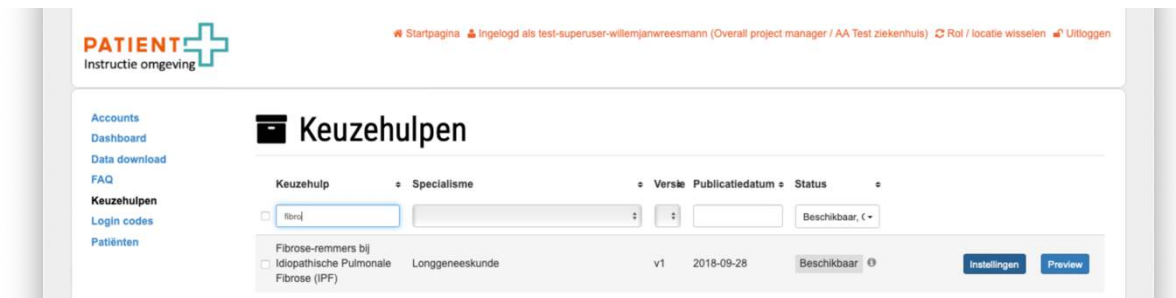 PATIENT
Instructie omgeving
Startpagina Ingelogd als test-superuser-willemjanwreesmann (Overall project manager / AA Test ziekenhuis) Rol / locatie wisselen Uitloggen
Accounts
Dashboard
Data download
FAQ
Keuzehulpen
Login codes
Patiënten
Keuzehulpen
Keuzehulp Specialisme Versie Publicatiedatum Status
fibro Beschikbaar, (
Fibrose-remmers bij
Idiopathische Pulmonale
Fibrose (IPF)
Longgeneeskunde v1 2018-09-28 Beschikbaar Instellingen Preview